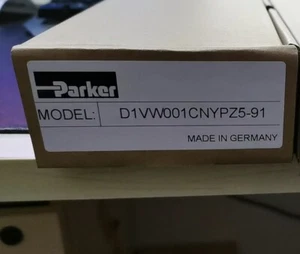 Parker
MODEL: D1VW001CNYPZ5-91
MADE IN GERMANY